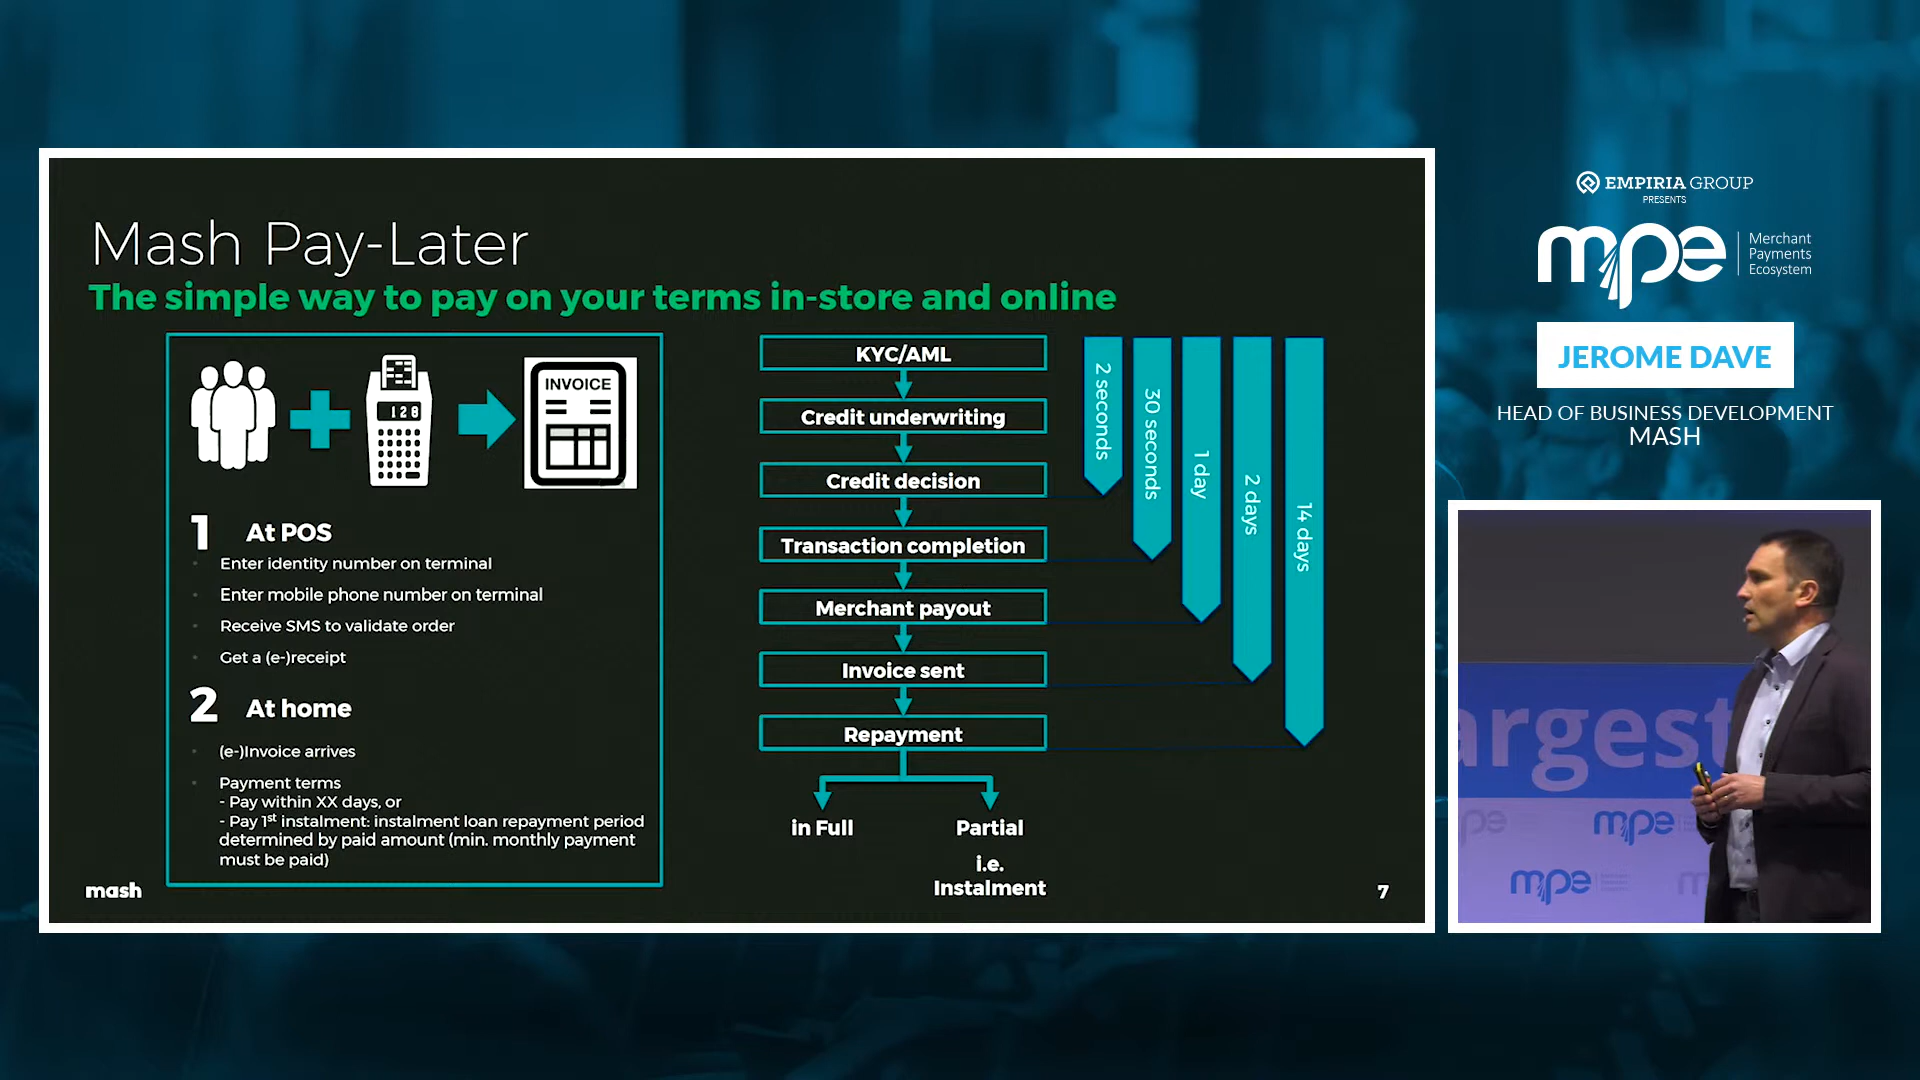 Mash Pay-Later
The simple way to pay on your terms in-store and online
128
INVOICE
1 At POS
Enter identity number on terminal
Enter mobile phone number on terminal
Receive SMS to validate order
Get a (e-)receipt
2 At home
(e-)Invoice arrives
Payment terms
- Pay within XX days, or
- Pay 1st instalment: instalment loan repayment period
determined by paid amount (min. monthly payment
must be paid)
mash
KYC/AML
Credit underwriting
Credit decision
Transaction completion
Merchant payout
Invoice sent
Repayment
in Full
Partial
i.e.
Instalment
2 seconds
30 seconds
1 day
2 days
14 days
7
EMPIRIA GROUP
PRESENTS
mpe
Merchant
Payments
Ecosystem
JEROME DAVE
HEAD OF BUSINESS DEVELOPMENT
MASH
argest
mpe
mpe